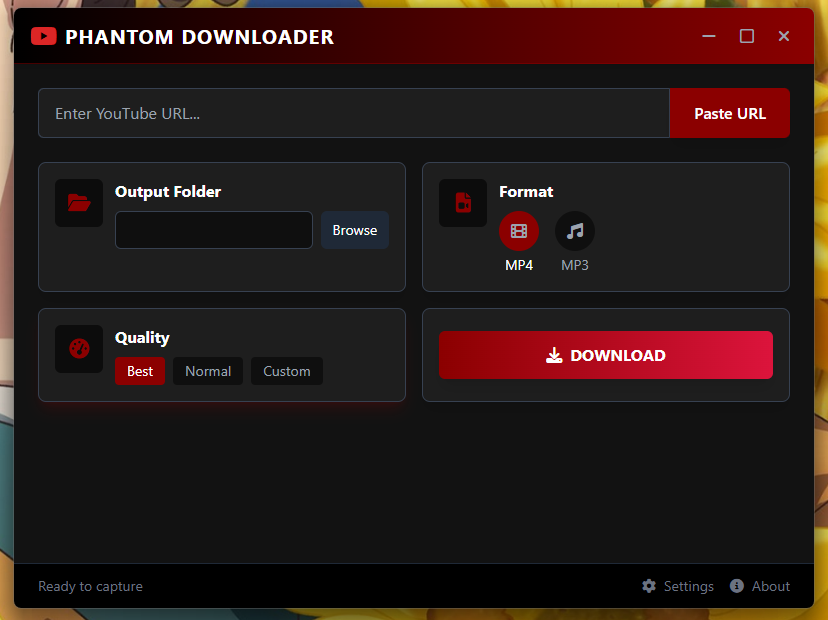 PHANTOM DOWNLOADER
Enter YouTube URL...
Paste URL
Output Folder
Browse
Format
MP4
MP3
Quality
Best
Normal
Custom
DOWNLOAD
Ready to capture
Settings
About